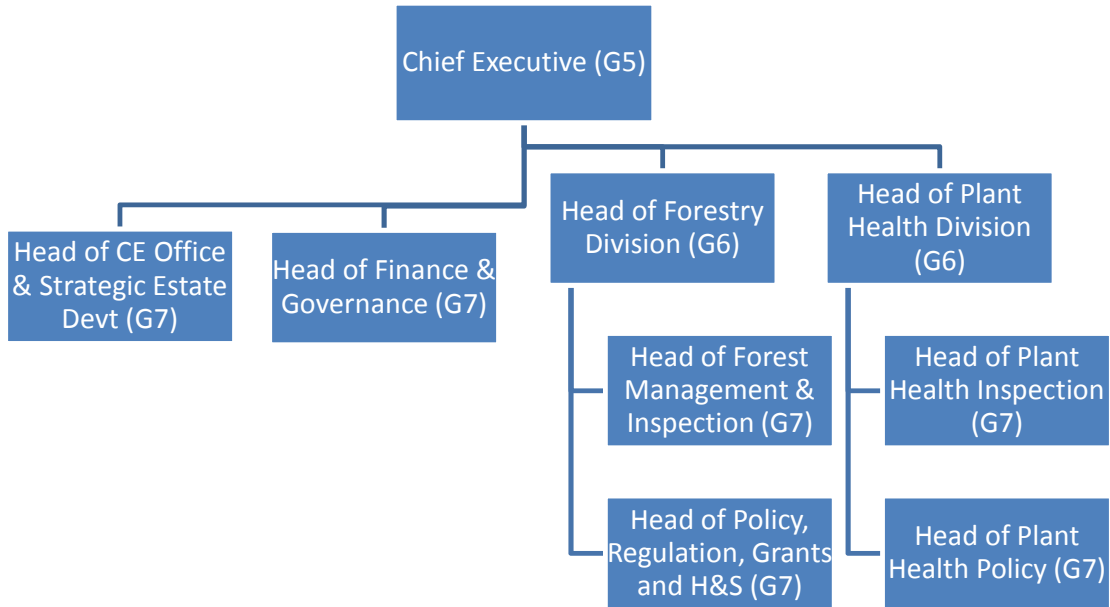 Chief Executive (G5)
Head of CE Office
& Strategic Estate
Devt (G7)
Head of Finance &
Governance (G7)
Head of Forestry
Division (G6)
Head of Plant
Health Division
(G6)
Head of Forest
Management &
Inspection (G7)
Head of Policy,
Regulation, Grants
and H&S (G7)
Head of Plant
Health Inspection
(G7)
Head of Plant
Health Policy (G7)